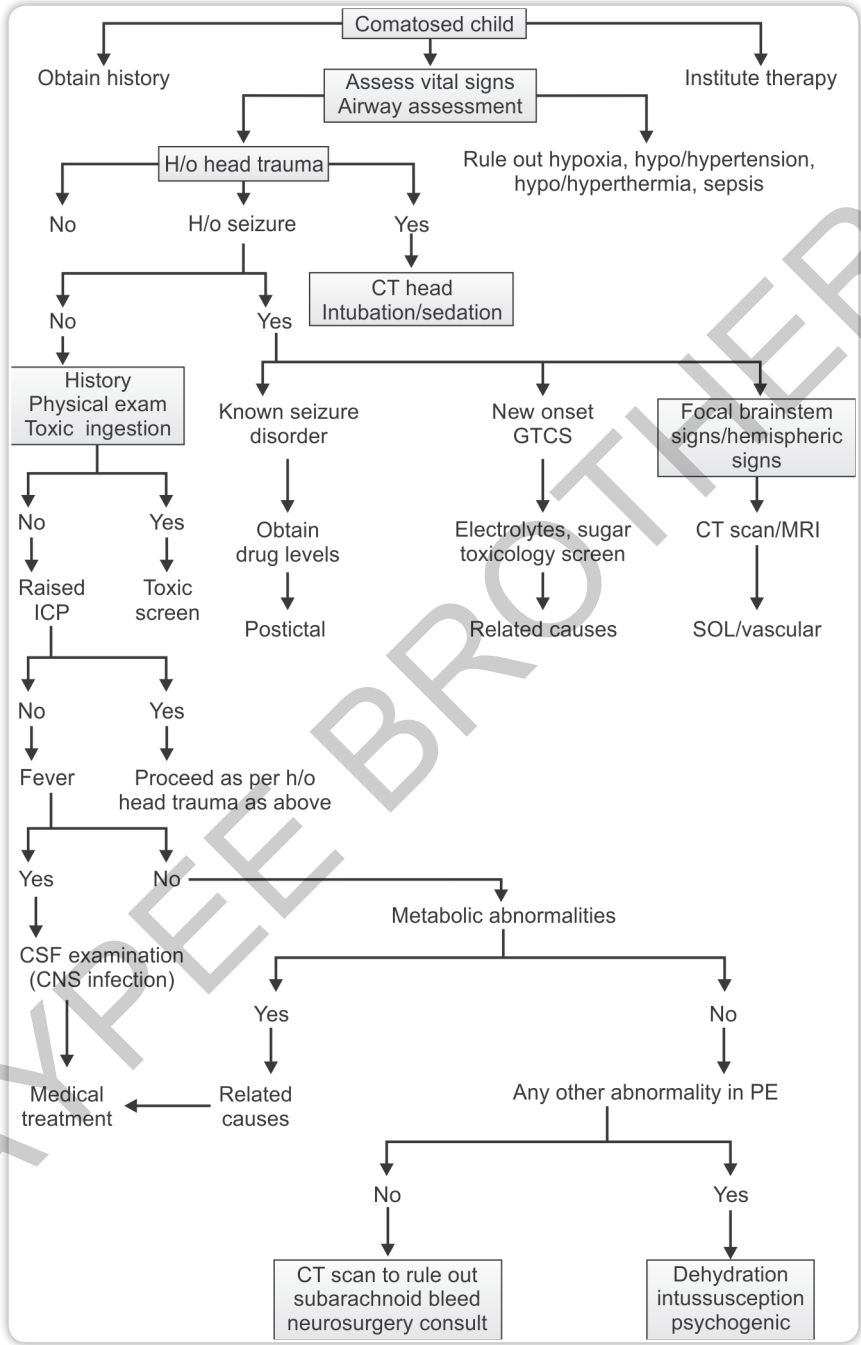 Comatosed child
Obtain history
Assess vital signs
Airway assessment
Institute therapy
H/o head trauma
Rule out hypoxia, hypo/hypertension,
hypo/hyperthermia, sepsis
No
H/o seizure
Yes
CT head
Intubation/sedation
No
Yes
History
Physical exam
Toxic ingestion
Known seizure
disorder
New onset
GTCS
Focal brainstem
signs/hemispheric
signs
No
Yes
Obtain
drug levels
Electrolytes, sugar
toxicology screen
CT scan/MRI
Raised
ICP
Toxic
screen
Postictal
Related causes
SOL/vascular
No
Yes
Fever
Proceed as per h/o
head trauma as above
Yes
No
Metabolic abnormalities
CSF examination
(CNS infection)
Yes
No
Medical
treatment
Related
causes
Any other abnormality in PE
No
Yes
CT scan to rule out
subarachnoid bleed
neurosurgery consult
Dehydration
intussusception
psychogenic
AYPEE BROTHER